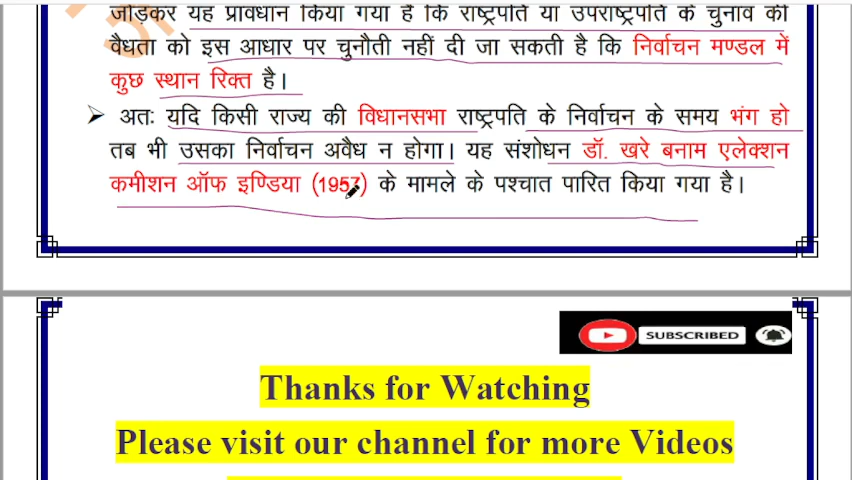 जोड़कर यह प्रावधान किया गया है कि राष्ट्रपति या उपराष्ट्रपति के चुनाव की
वैधता को इस आधार पर चुनौती नहीं दी जा सकती है कि निर्वाचन मण्डल में
कुछ स्थान रिक्त है।
➢ अतः यदि किसी राज्य की विधानसभा राष्ट्रपति के निर्वाचन के समय भंग हो
तब भी उसका निर्वाचन अवैध न होगा। यह संशोधन डॉ. खरे बनाम एलेक्शन
कमीशन ऑफ इण्डिया (1957) के मामले के पश्चात पारित किया गया है।
SUBSCRIBED
Thanks for Watching
Please visit our channel for more Videos